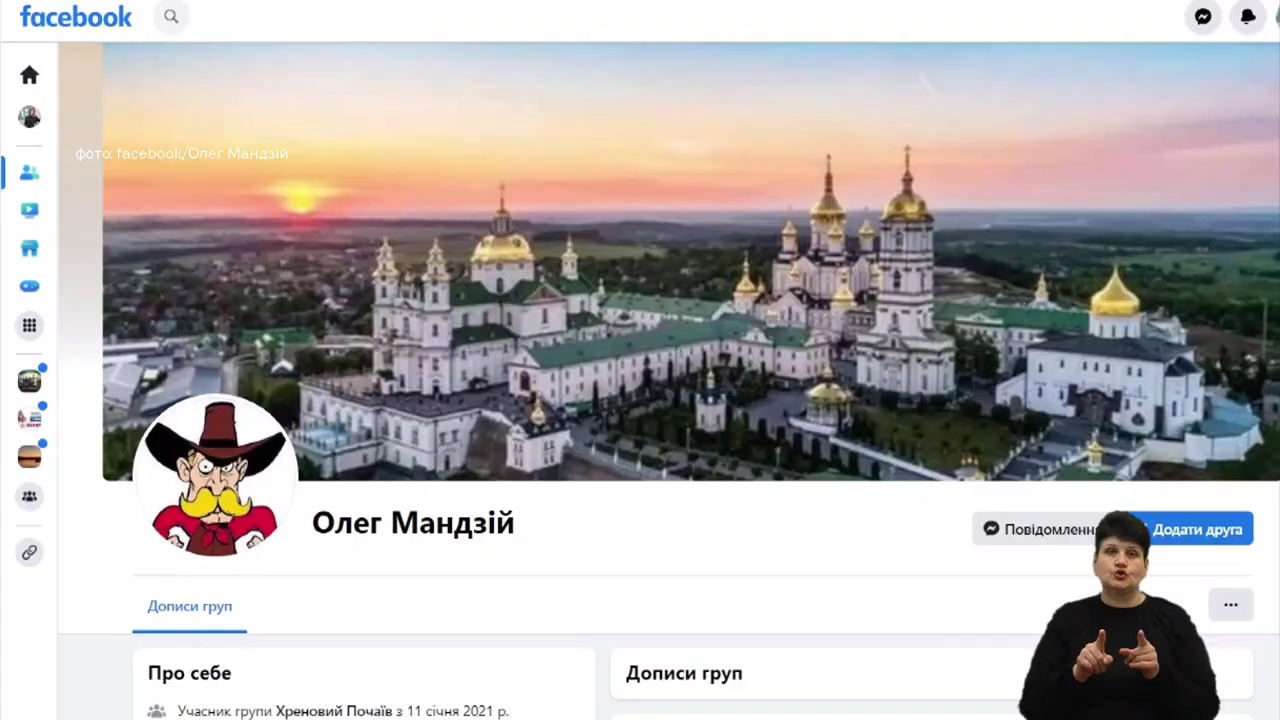 facebook
фото: facebook/Олег Мандзій
Олег Мандзій
Повідомлення
Додати друга
Дописи груп
Про себе
Дописи груп
Учасник групи Хреновий Почаїв з 11 січня 2021 р.